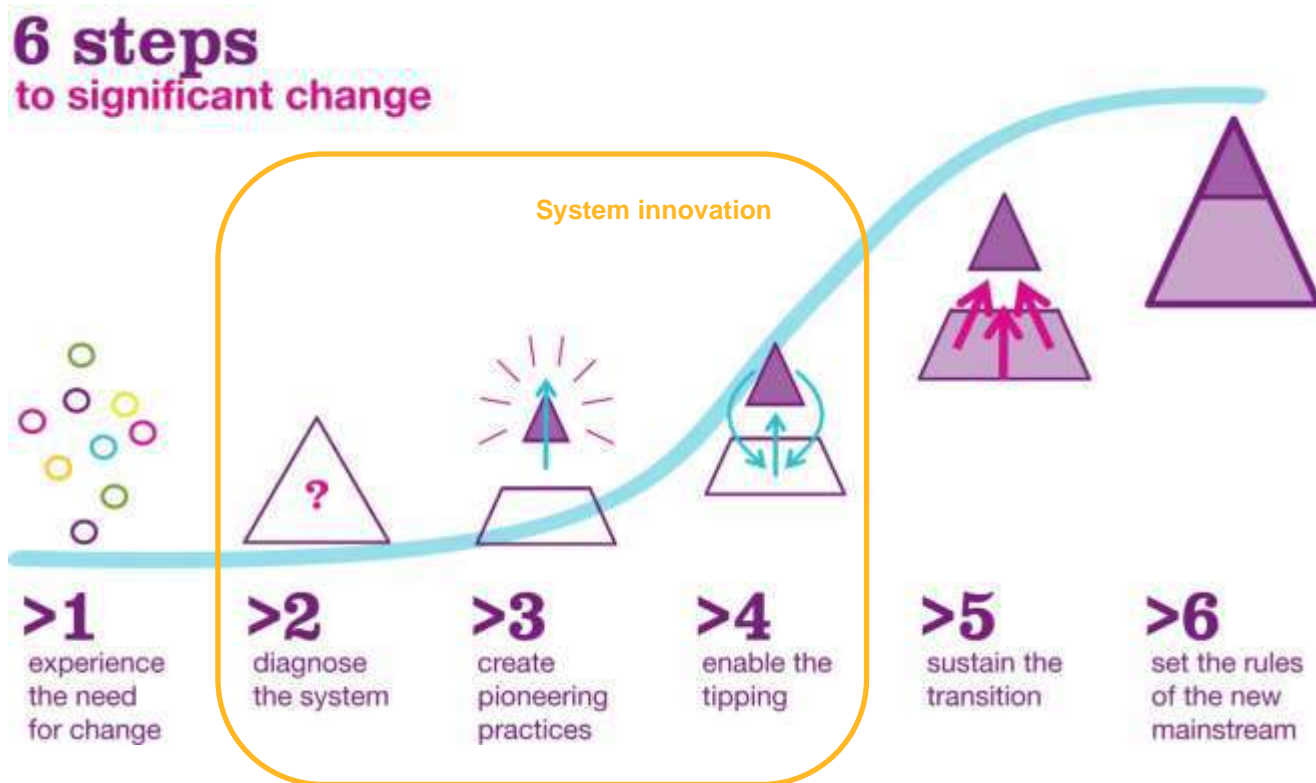 6 steps
to significant change
System innovation
?
>1
experience
the need
for change
>2
diagnose
the system
>3
create
pioneering
practices
>4
enable the
tipping
>5
sustain the
transition
>6
set the rules
of the new
mainstream